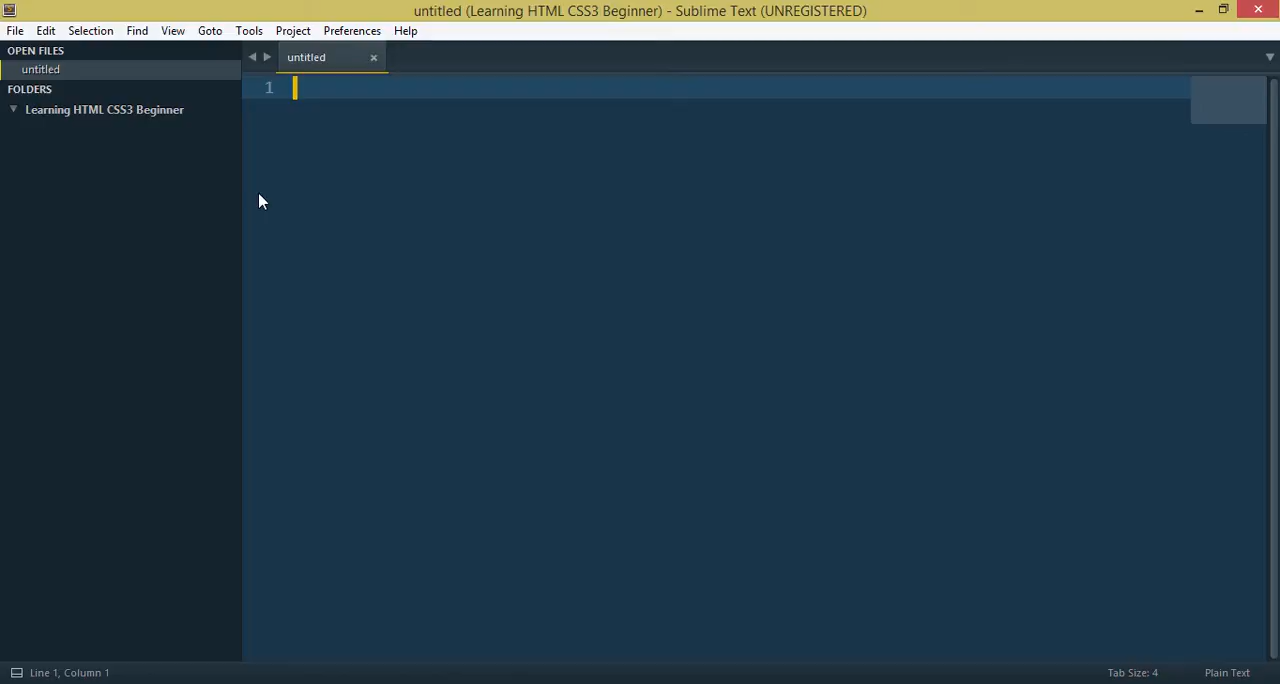 untitled (Learning HTML CSS3 Beginner) - Sublime Text (UNREGISTERED)
File Edit Selection Find View Goto Tools Project Preferences Help
OPEN FILES
untitled
FOLDERS
Learning HTML CSS3 Beginner
untitled
1
Line 1, Column 1
Tab Size: 4
Plain Text